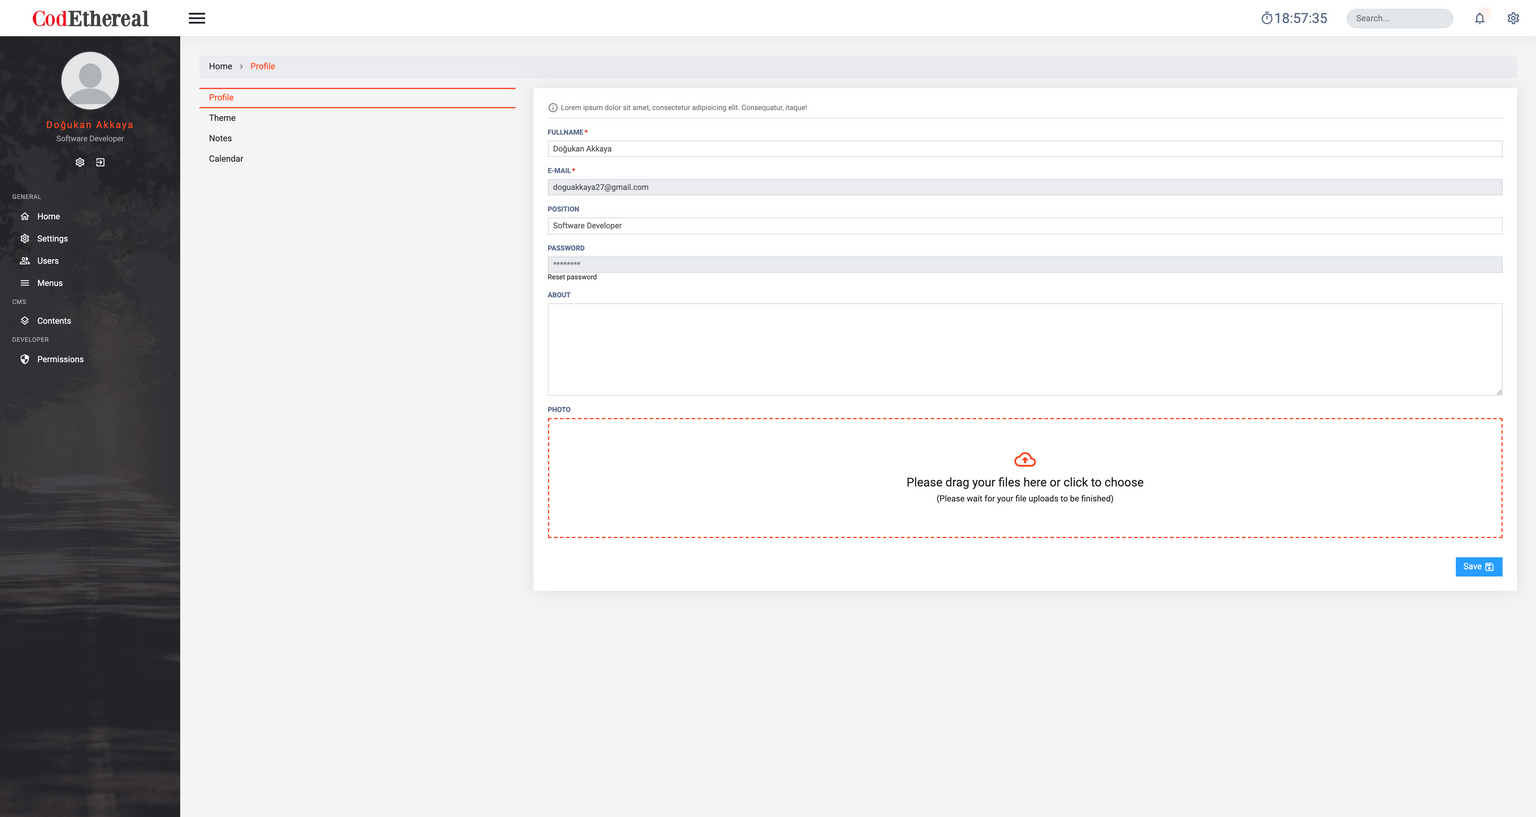 CodEthereal
18:57:35
Search...
Doğukan Akkaya
Software Developer
GENERAL
Home
Settings
Users
Menus
CMS
Contents
DEVELOPER
Permissions
Home > Profile
Profile
Theme
Notes
Calendar
Lorem ipsum dolor sit amet, consectetur adipisicing elit. Consequatur, itaque!
FULLNAME*
Doğukan Akkaya
E-MAIL*
doguakkaya27@gmail.com
POSITION
Software Developer
PASSWORD
********
Reset password
ABOUT
PHOTO
Please drag your files here or click to choose
(Please wait for your file uploads to be finished)
Save